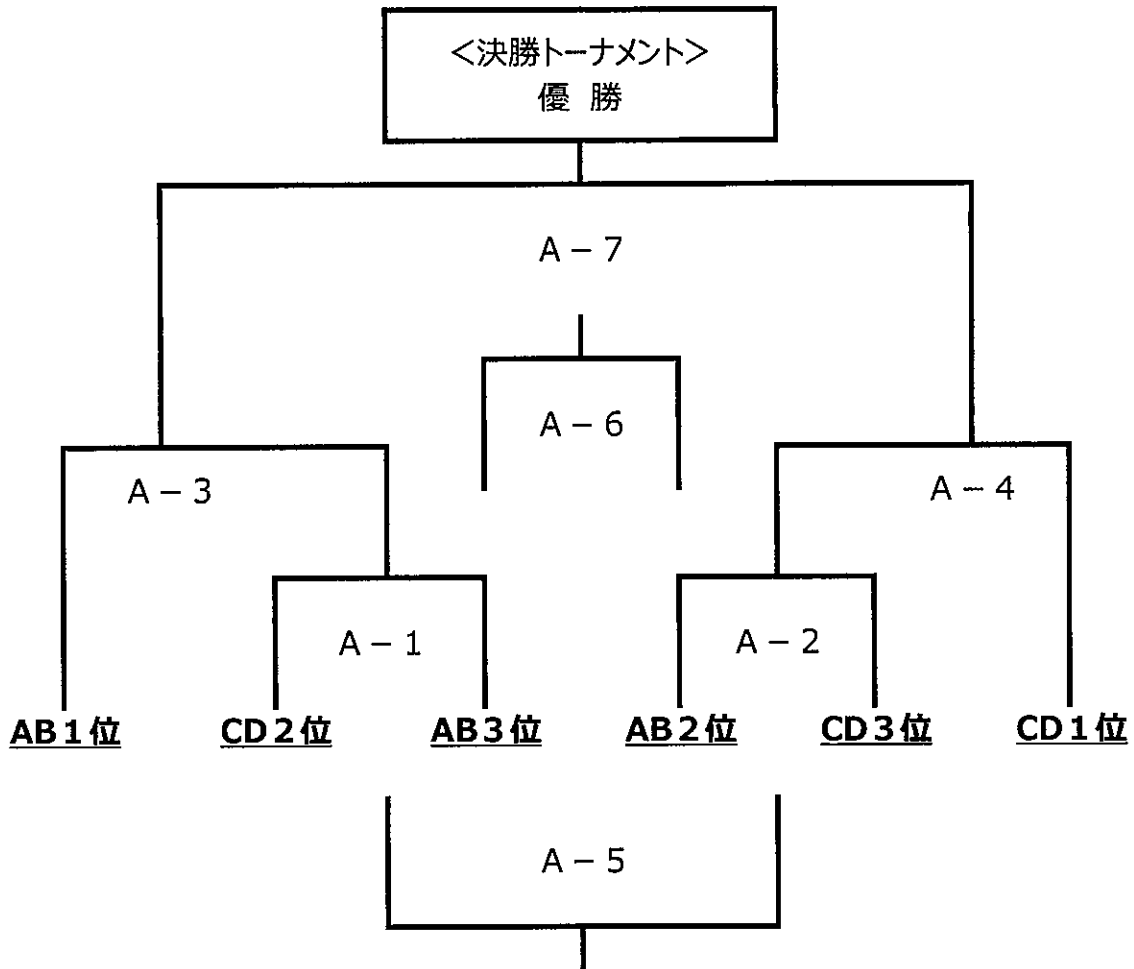 ＜決勝トーナメント＞
優 勝
A－7
A－6
A－3
A－4
A－1
A－2
AB1位
CD2位
AB3位
AB2位
CD3位
CD1位
A－5